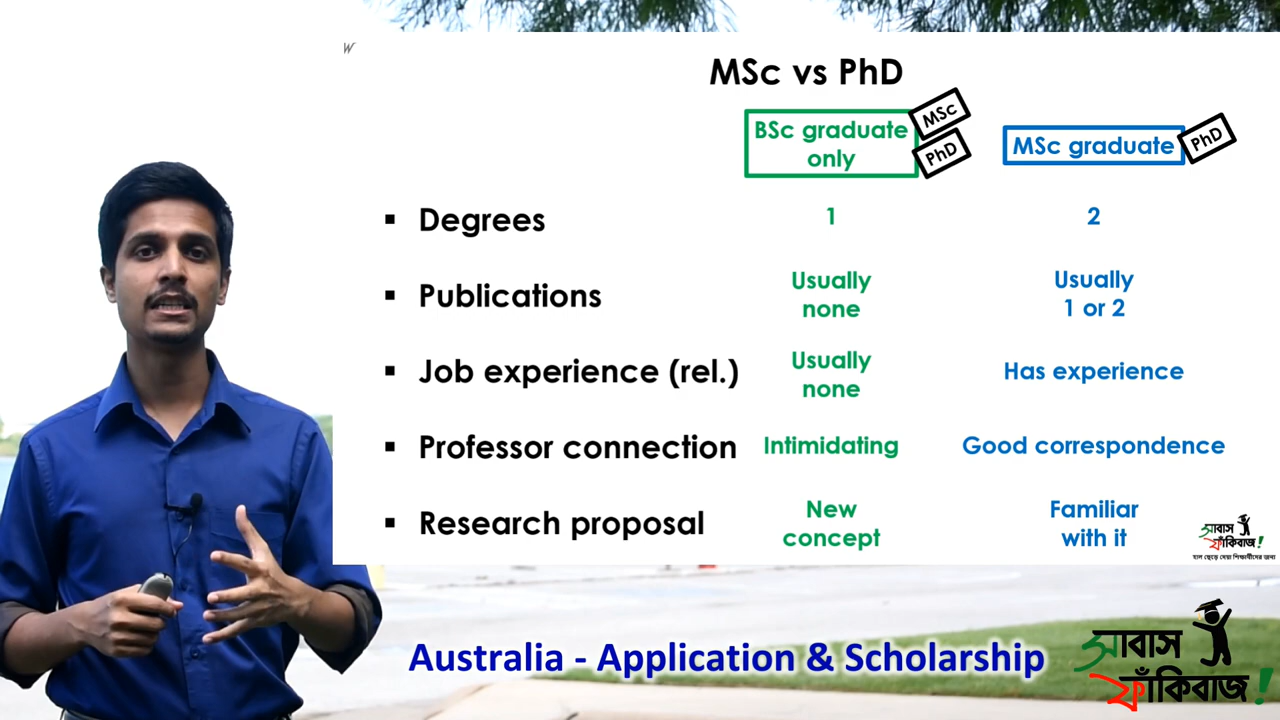 W
MSc vs PhD
BSc graduate
only
MSc
PhD
MSc graduate
PhD
▪ Degrees
1
2
▪ Publications
Usually
none
Usually
1 or 2
▪ Job experience (rel.)
Usually
none
Has experience
▪ Professor connection
Intimidating
Good correspondence
▪ Research proposal
New
concept
Familiar
with it
সাবাস
ফাঁকিবাজ!
হাল ছেড়ে দেয়া শিক্ষার্থীদের জন্য
Australia - Application & Scholarship
সাবাস
ফাঁকিবাজ!